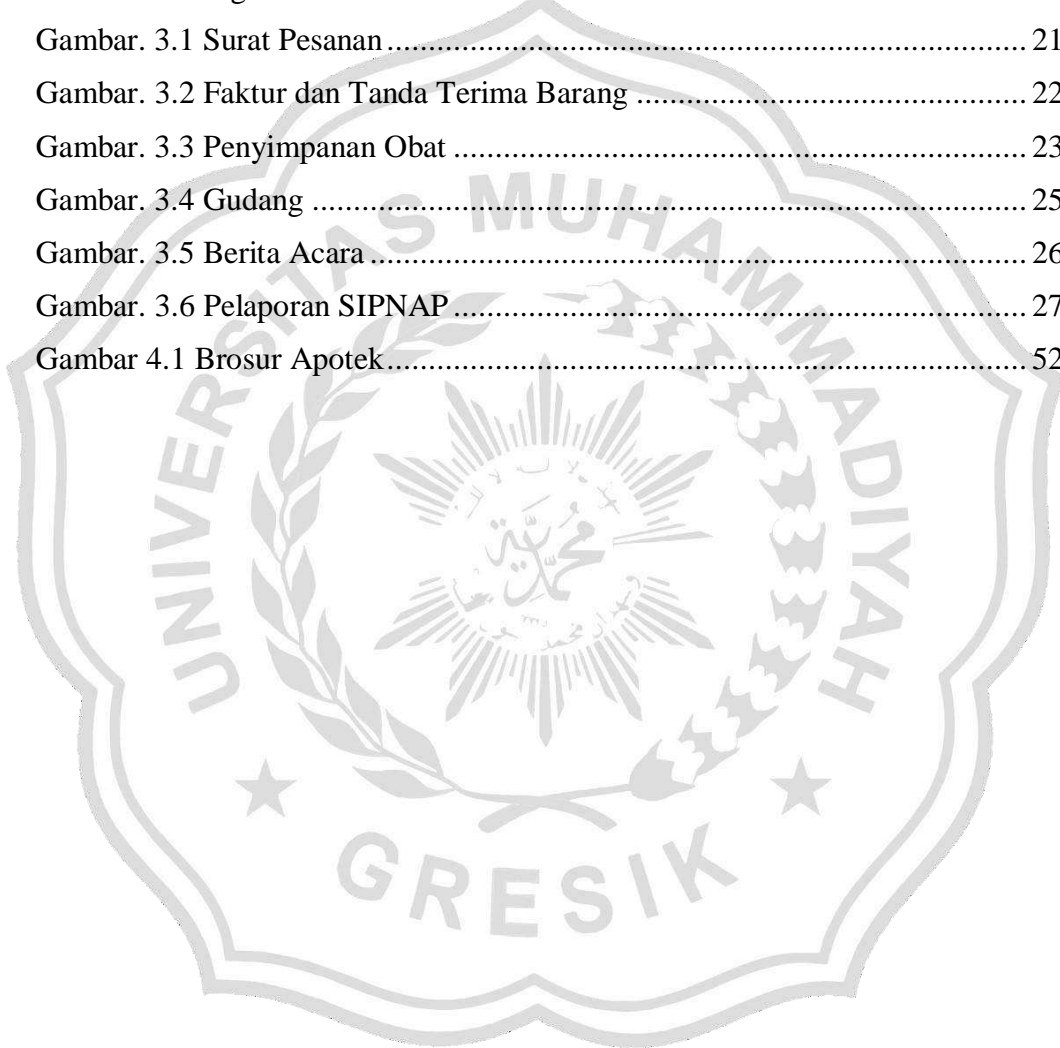 Gambar. 3.1 Surat Pesanan ........................................................................... 21
Gambar. 3.2 Faktur dan Tanda Terima Barang ............................................... 22
Gambar. 3.3 Penyimpanan Obat ..................................................................... 23
Gambar. 3.4 Gudang ...................................................................................... 25
Gambar. 3.5 Berita Acara ............................................................................... 26
Gambar. 3.6 Pelaporan SIPNAP ..................................................................... 27
Gambar 4.1 Brosur Apotek ............................................................................. 52
UNIVERSITAS MUHAMMADIYAH
محمدية
GRESIK